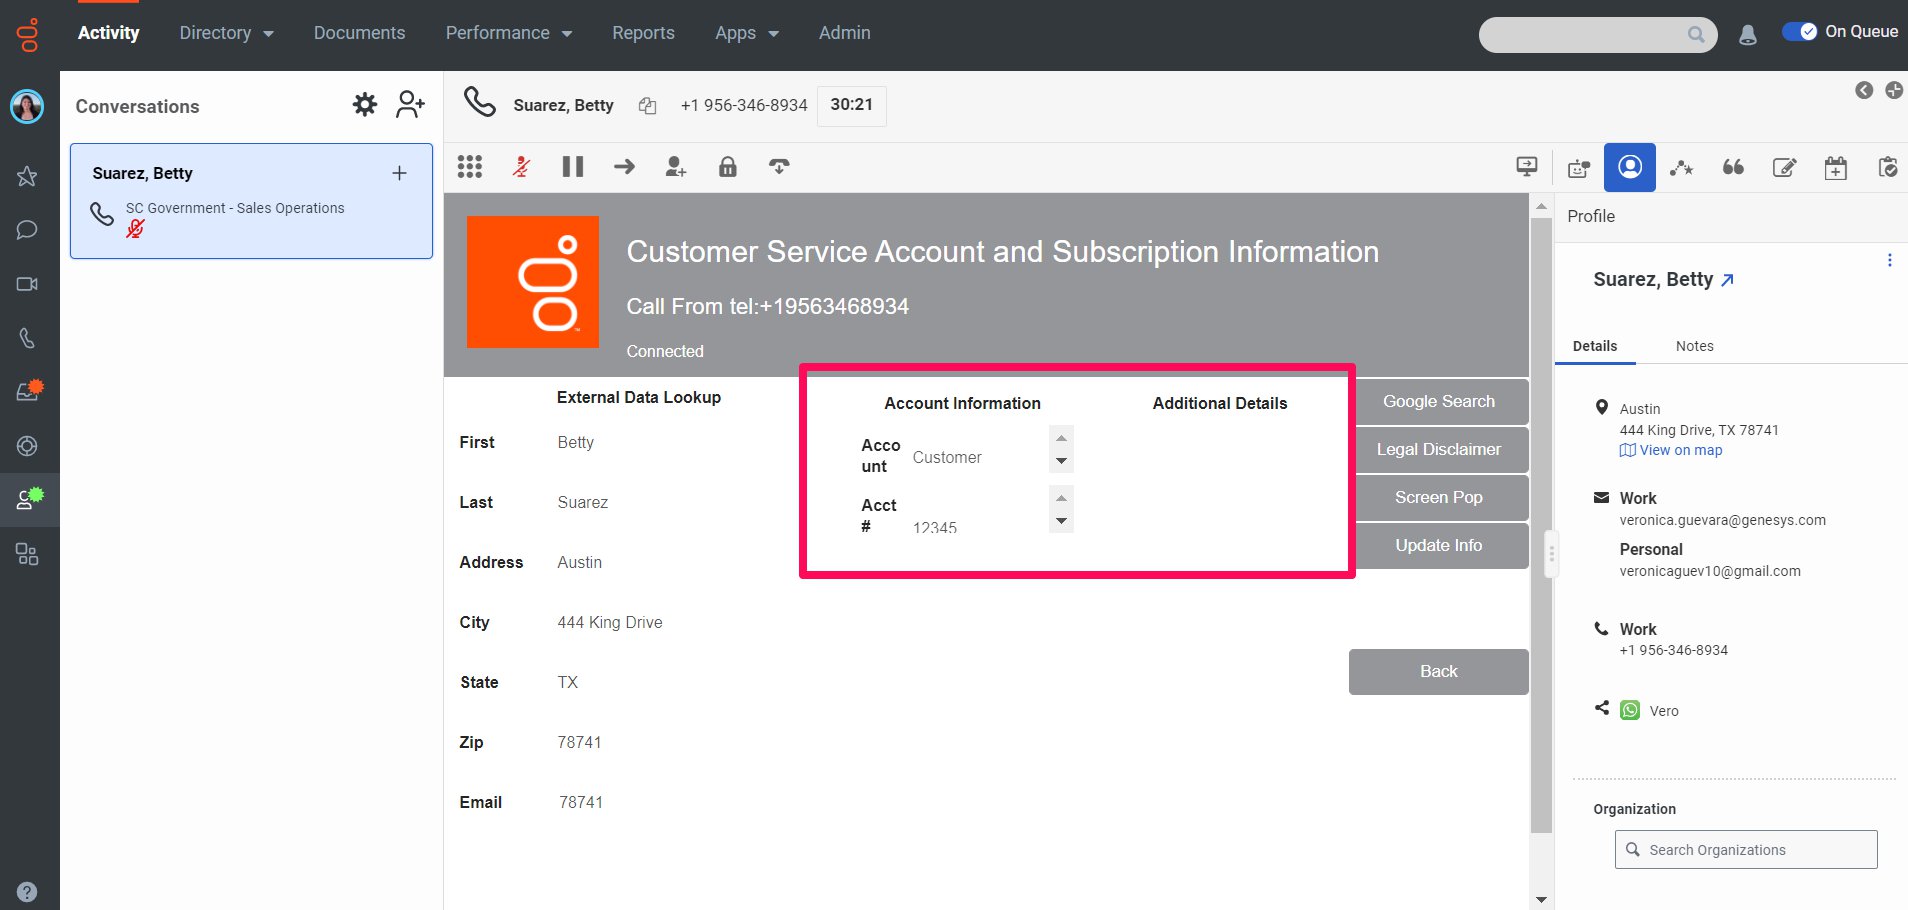 Activity
Directory
Documents
Performance
Reports
Apps
Admin
On Queue
Conversations
Suarez, Betty
SC Government - Sales Operations
Suarez, Betty
+1 956-346-8934
30:21
Customer Service Account and Subscription Information
Call From tel:+19563468934
Connected
External Data Lookup
First Betty
Last Suarez
Address Austin
City 444 King Drive
State TX
Zip 78741
Email 78741
Account Information
Acco
unt
Customer
Acct
#
12345
Additional Details
Google Search
Legal Disclaimer
Screen Pop
Update Info
Back
Profile
Suarez, Betty
Details
Notes
Austin
444 King Drive, TX 78741
View on map
Work
veronica.guevara@genesys.com
Personal
veronicaguev10@gmail.com
Work
+1 956-346-8934
Vero
Organization
Search Organizations